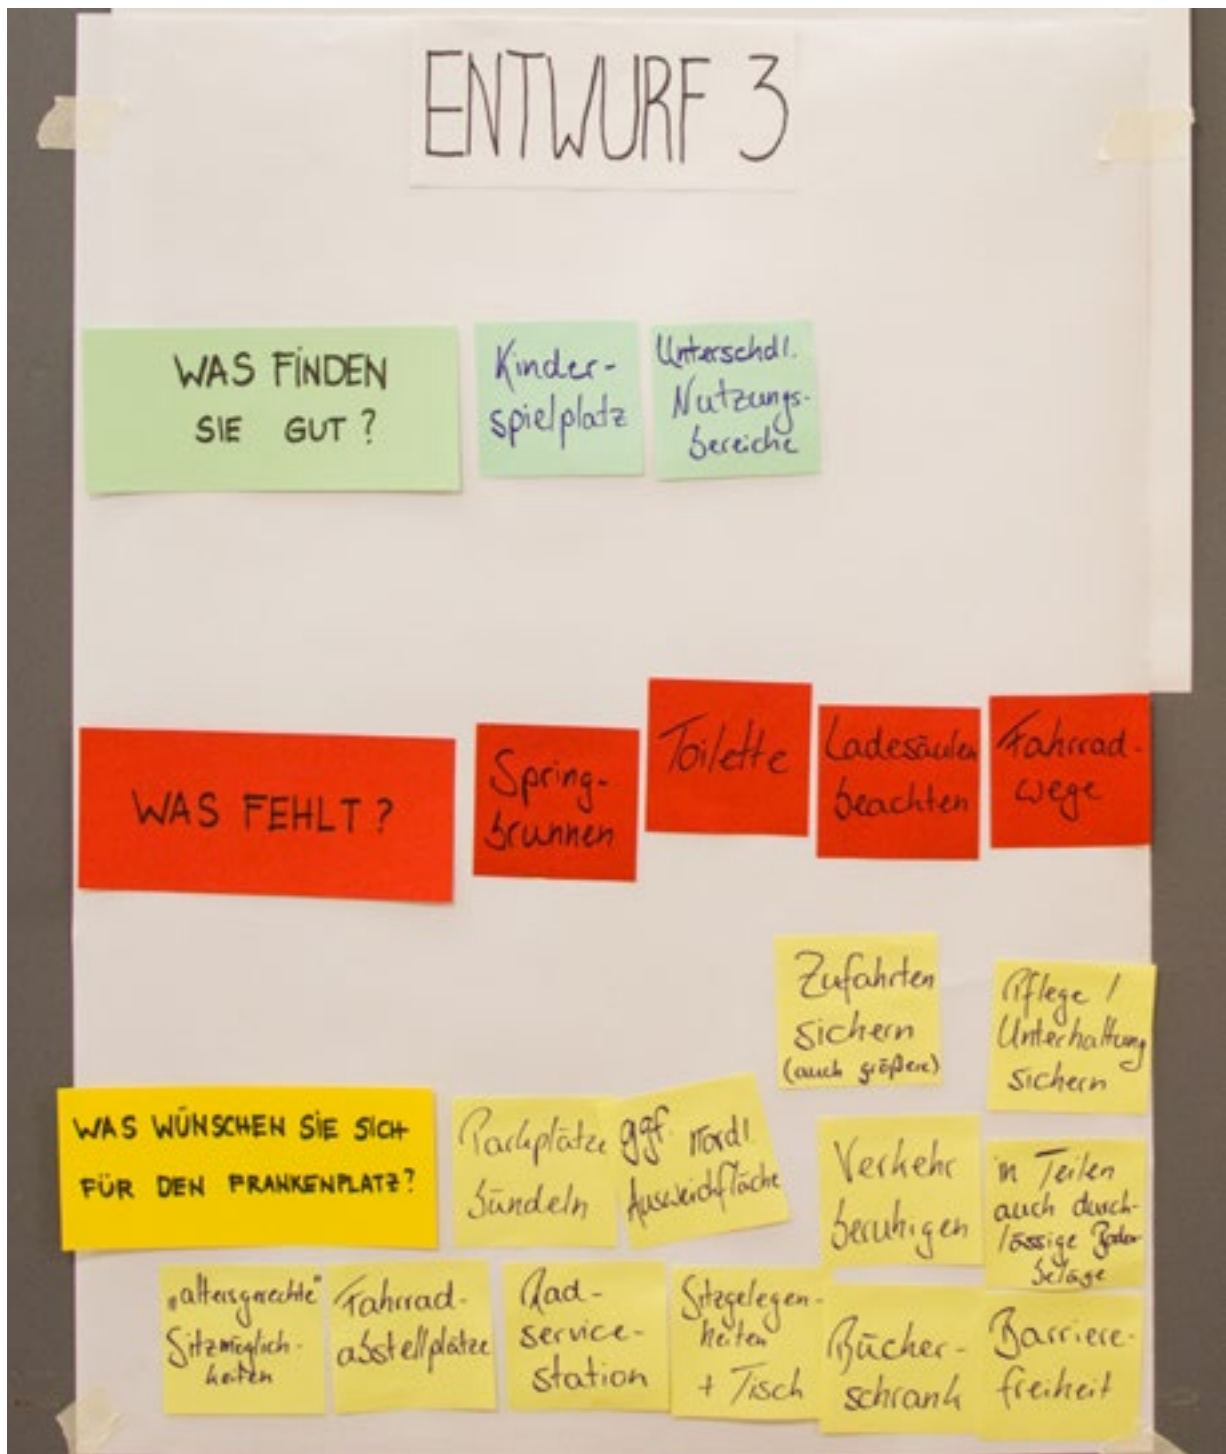 ENTWURF 3
WAS FINDEN
SIE GUT?
Kinder-
spielplatz
Unterschdl.
Nutzungs-
bereiche
WAS FEHLT?
Spring-
brunnen
Toilette
Ladesäulen
beachten
Fahrrad-
wege
WAS WÜNSCHEN SIE SICH
FÜR DEN FRANKENPLATZ?
Zufahrten
sichern
(auch größere)
Pflege /
Unterhaltung
sichern
Parkplätze
bündeln
ggf. nördl.
Ausweichfläche
Verkehr
beruhigen
in Teilen
auch durch-
lässige Boden
beläge
"altersgerechte"
Sitzmöglich-
keiten
Fahrrad-
abstellplätze
Rad-
service-
station
Sitzgelegen-
heiten
+ Tisch
Bücher-
schrank
Barriere-
freiheit